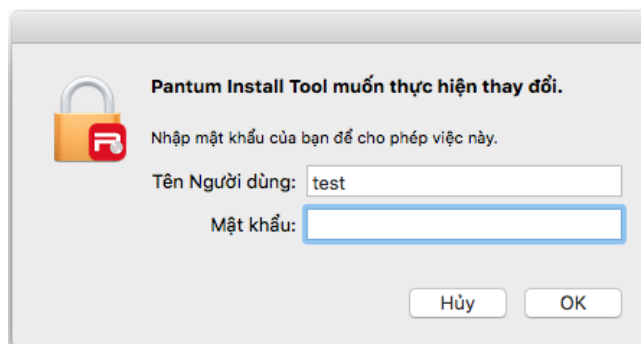 Pantum Install Tool muốn thực hiện thay đổi.
Nhập mật khẩu của bạn để cho phép việc này.
Tên Người dùng: test
Mật khẩu:
Hủy OK